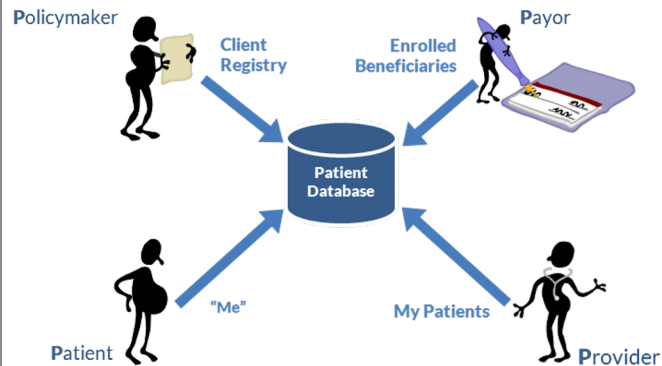 Policymaker
Payor
Client
Registry
Enrolled
Beneficiaries
Patient
Database
"Me"
My Patients
Patient
Provider